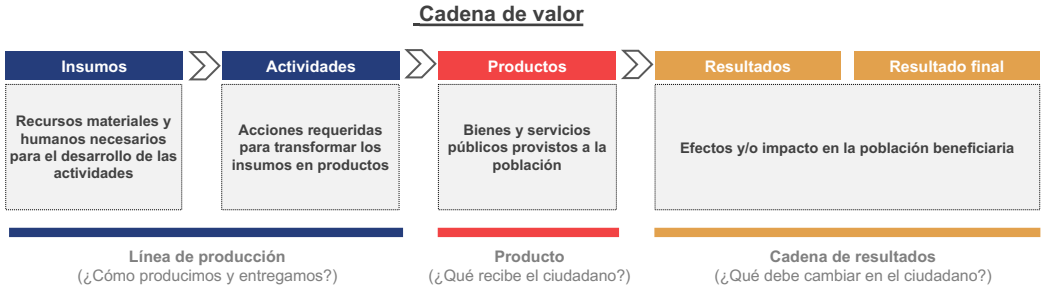 Cadena de valor
Insumos
Actividades
Productos
Resultados
Resultado final
Recursos materiales y
humanos necesarios
para el desarrollo de las
actividades
Acciones requeridas
para transformar los
insumos en productos
Bienes y servicios
públicos provistos a la
población
Efectos y/o impacto en la población beneficiaria
Línea de producción
(¿Cómo producimos y entregamos?)
Producto
(¿Qué recibe el ciudadano?)
Cadena de resultados
(¿Qué debe cambiar en el ciudadano?)